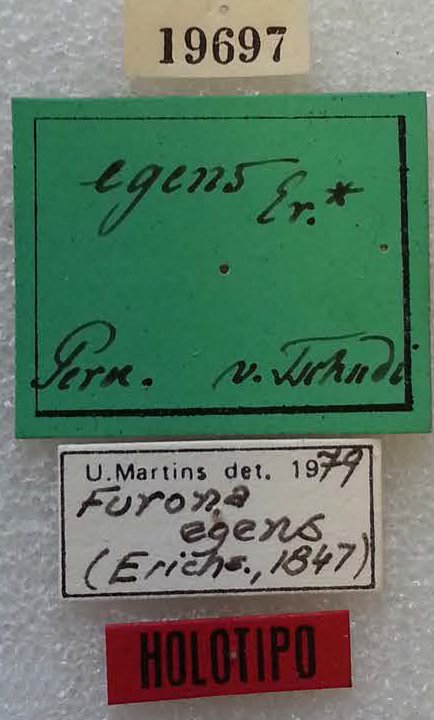 19697
egens Er.*
Peru. v. Tschudi
U.Martins det. 1979
Furona
egens
(Erichs., 1847)
HOLOTIPO